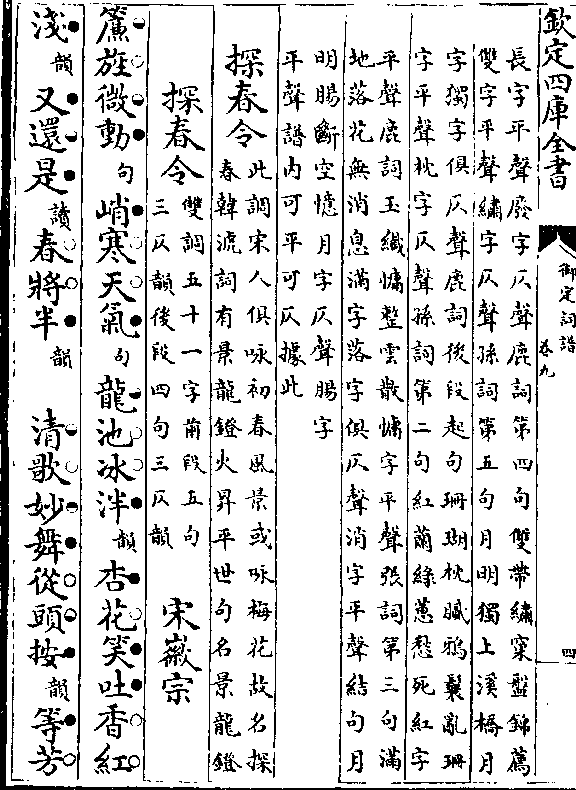 欽定四庫全書
御定詞譜
卷九
四
長字平聲廢字仄聲鹿詞第四句雙帶繡窠盤錦薦
雙字平聲繡字仄聲孫詞第五句月明獨上溪橋月
字獨字俱仄聲鹿詞後段起句珊瑚枕膩鴉鬟亂珊
字平聲枕字仄聲孫詞第二句紅蘭綠蕙愁死紅字
平聲鹿詞玉纎慵整雲散慵字平聲張詞第三句滿
地落花無消息滿字落字俱仄聲消字平聲結句月
明腸斷空憶月字仄聲腸字
平聲譜内可平可仄據此
探春令
此調宋人俱咏初春風景或咏梅花故名探
春韓淲詞有景龍鐙火昇平世句名景龍鐙
探春令
雙調五十一字前段五句
三仄韻後段四句三仄韻
宋徽宗
簾旌微動句峭寒天氣句龍池冰泮韻杏花笑吐香紅
淺韻又還是讀春將半韻 清歌妙舞從頭按韻等芳